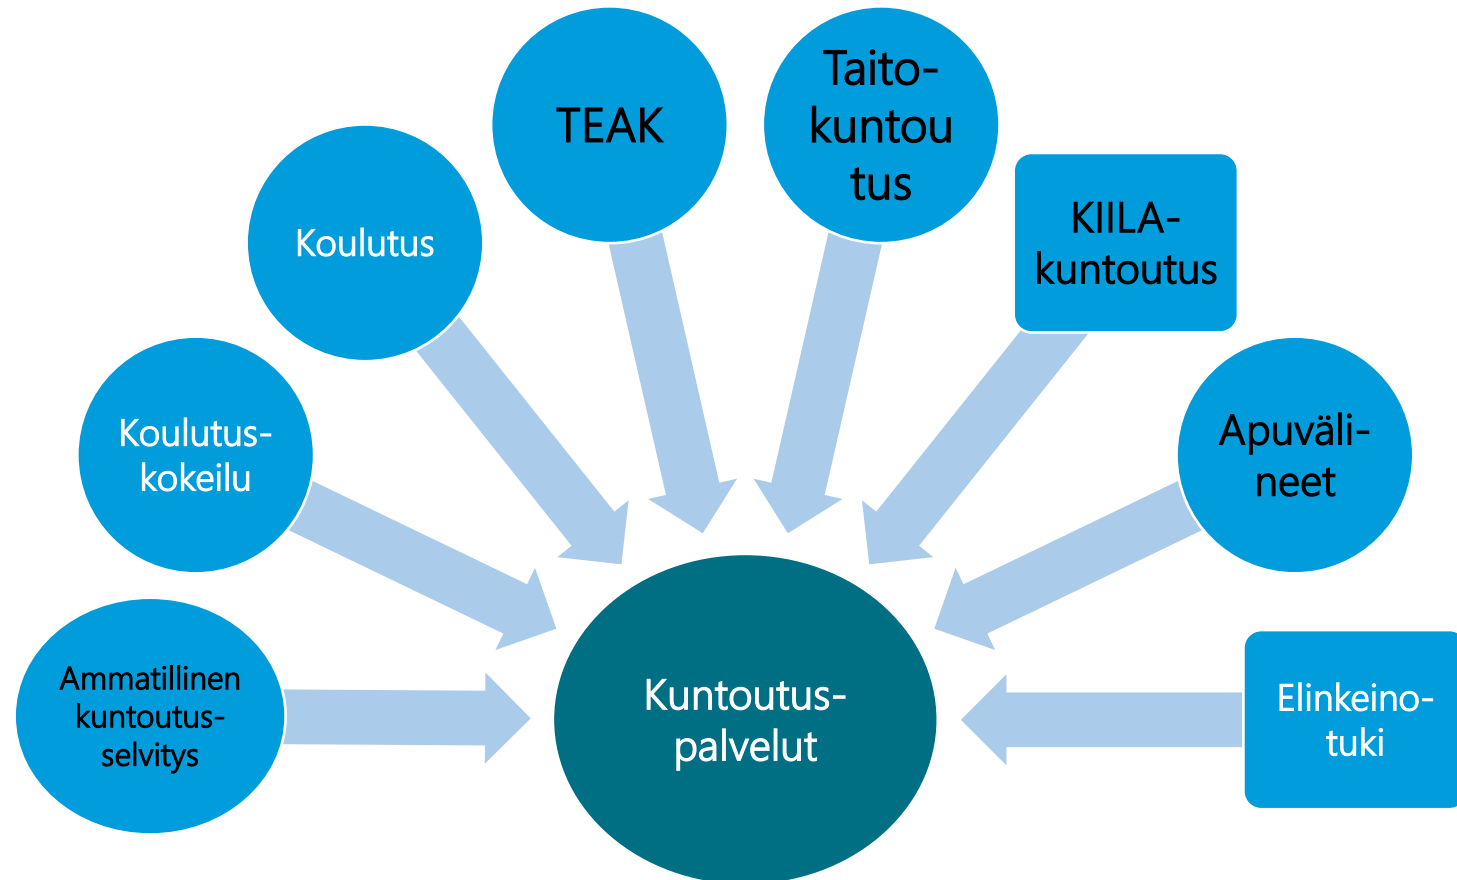 Taito-
kuntou
tus
TEAK
KIILA-
kuntoutus
Koulutus
Apuväli-
neet
Koulutus-
kokeilu
Ammatillinen
kuntoutus-
selvitys
Kuntoutus-
palvelut
Elinkeino-
tuki